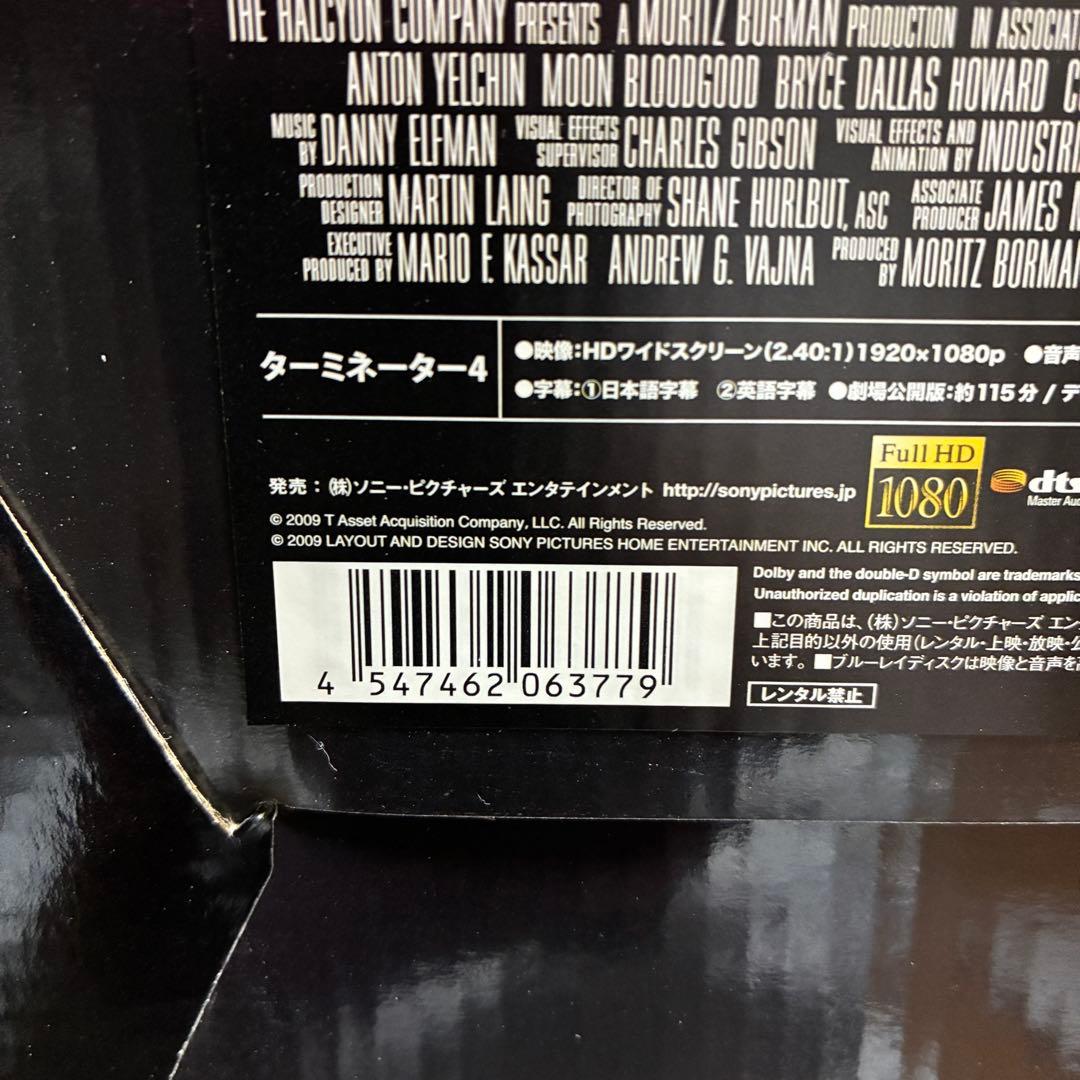 THE HALCYON COMPANY PRESENTS A MORITZ BORMAN PRODUCTION IN
ANTON YELCHIN MOON BLOODGOOD BRYCE DALLAS HOWARD
MUSIC BY DANNY ELFMAN VISUAL EFFECTS SUPERVISOR CHARLES GIBSON VISUAL EFFECTS AND ANIMATION BY
PRODUCTION DESIGNER MARTIN LAING DIRECTOR OF PHOTOGRAPHY SHANE HURLBUT, ASC ASSOCIATE PRODUCER JAMES
EXECUTIVE PRODUCED BY MARIO F. KASSAR ANDREW G. VAJNA PRODUCED BY MORITZ BORMAN
ターミネーター4
●映像:HDワイドスクリーン(2.40:1)1920×1080p ●音声
●字幕:①日本語字幕 ②英語字幕 ●劇場公開版:約115分 / デ
Full HD
1080
dts
Master Aud
発売:(株)ソニー・ピクチャーズ エンタテインメント http://sonypictures.jp
© 2009 T Asset Acquisition Company, LLC. All Rights Reserved.
© 2009 LAYOUT AND DESIGN SONY PICTURES HOME ENTERTAINMENT INC. ALL RIGHTS RESERVED.
Dolby and the double-D symbol are trademarks
Unauthorized duplication is a violation of applic
■この商品は、(株)ソニー・ピクチャーズ エン
上記目的以外の使用(レンタル・上映・放映・公
います。■ブルーレイディスクは映像と音声を高
レンタル禁止
4 547462 063779